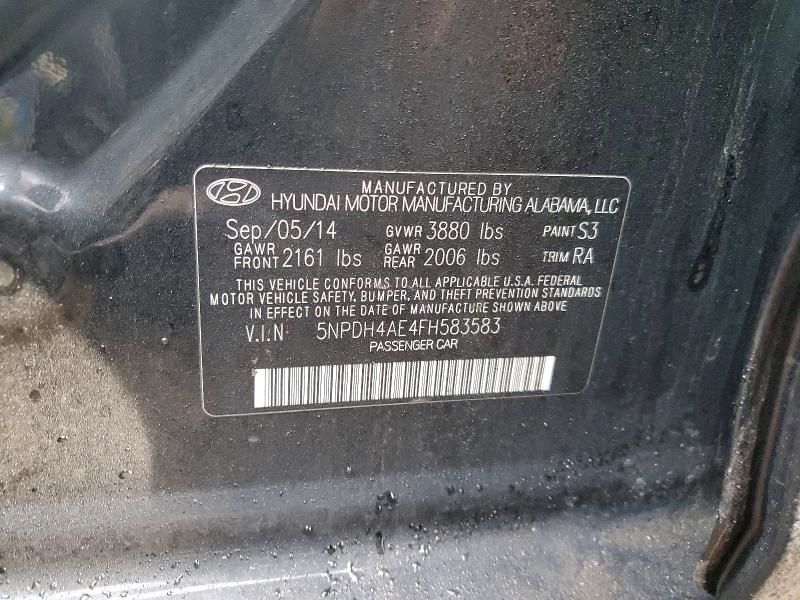 MANUFACTURED BY
HYUNDAI MOTOR MANUFACTURING ALABAMA, LLC
Sep/05/14 GVWR 3880 lbs PAINT S3
GAWR FRONT 2161 lbs GAWR REAR 2006 lbs TRIM RA
THIS VEHICLE CONFORMS TO ALL APPLICABLE U.S.A. FEDERAL
MOTOR VEHICLE SAFETY, BUMPER, AND THEFT PREVENTION STANDARDS
IN EFFECT ON THE DATE OF MANUFACTURE SHOWN ABOVE
V.I.N 5NPDH4AE4FH583583
PASSENGER CAR